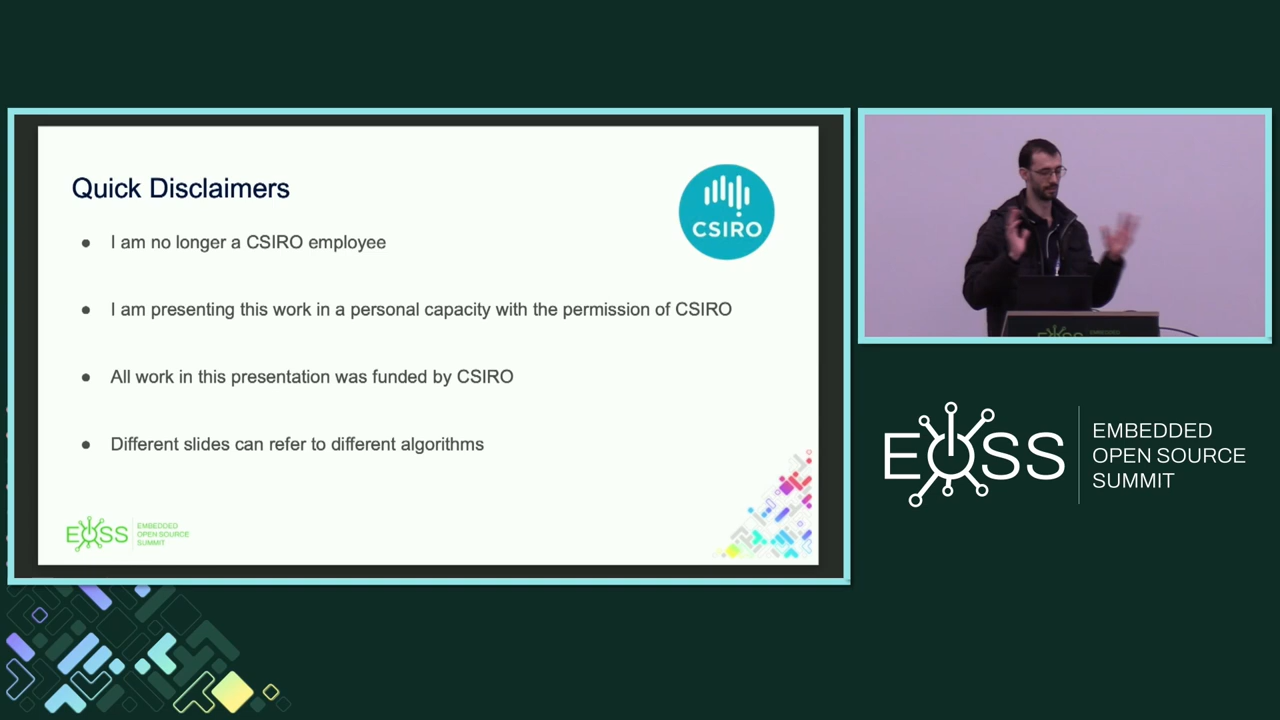 Quick Disclaimers
CSIRO
● I am no longer a CSIRO employee
● I am presenting this work in a personal capacity with the permission of CSIRO
● All work in this presentation was funded by CSIRO
● Different slides can refer to different algorithms
EOSS
EMBEDDED
OPEN SOURCE
SUMMIT
EMBEDDED
EOSS
EMBEDDED
OPEN SOURCE
SUMMIT